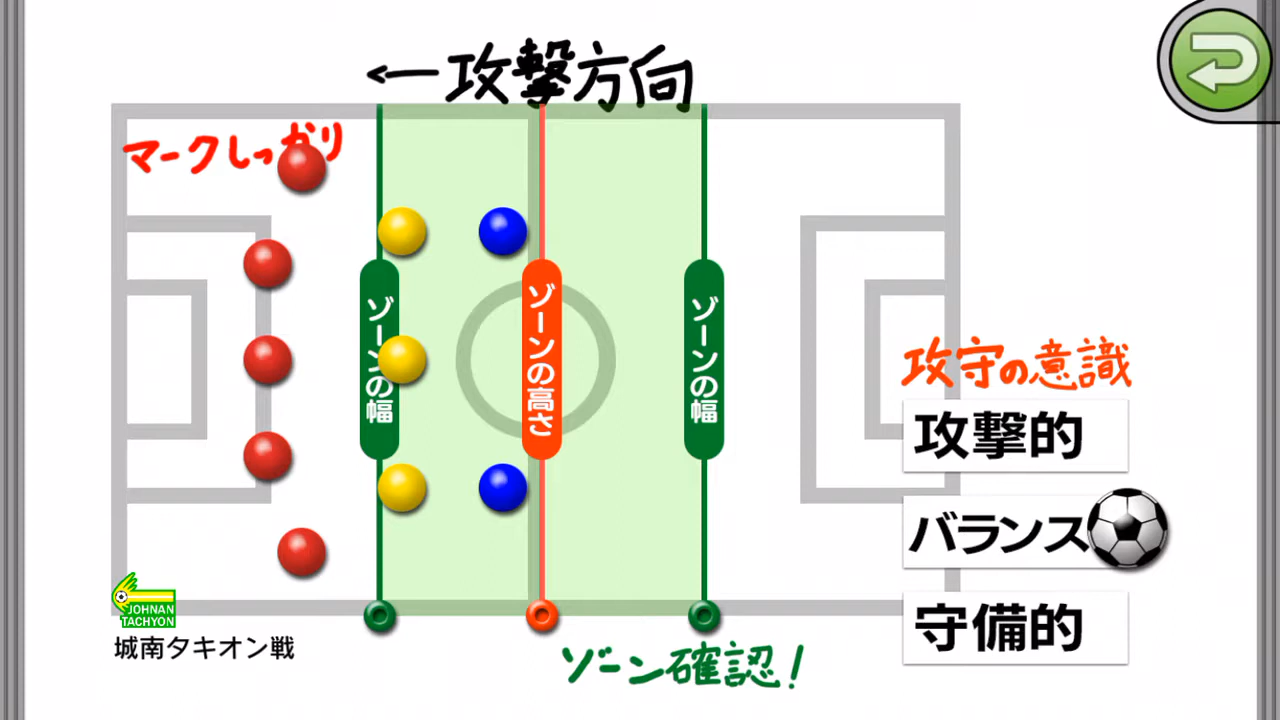 ←攻撃方向
マークしっかり
ゾーンの幅
ゾーンの高さ
ゾーンの幅
攻守の意識
攻撃的
バランス
守備的
JOHNAN
TACHYON
城南タキオン戦
ゾーン確認!